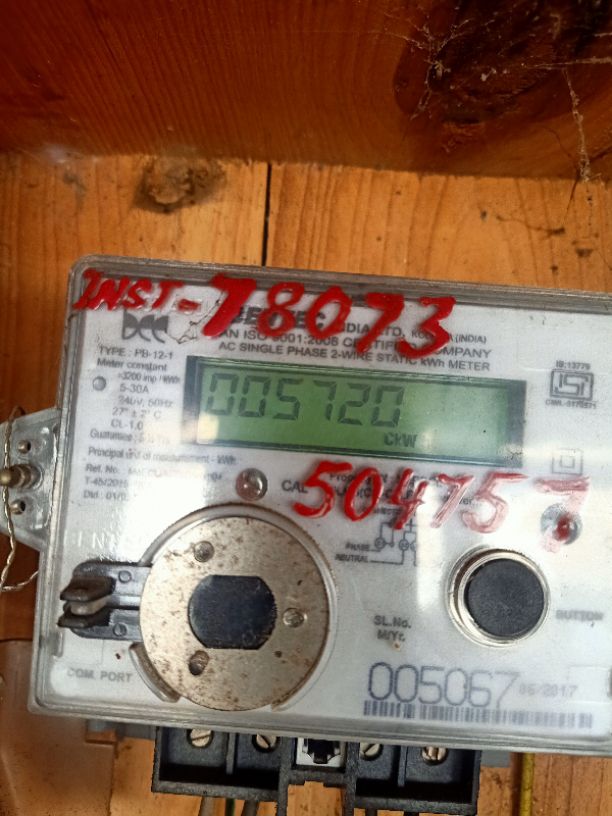 INST-78073
INDIA LTD, KOLKATA (INDIA)
AN ISO 9001:2008 CERTIFIED COMPANY
AC SINGLE PHASE 2-WIRE STATIC kWh METER
TYPE : PB-12-1
Meter constant
=3200 imp / kWh
5-30A
240V, 50Hz
27° ± 2° C
CL-1.0
IS:13779
005720
CkW
Principal unit of measurement - kWh
Ref. No.
CAL
504757
PHASE
NEUTRAL
SL.No.
M/Yr.
BUTTON
COM. PORT
005067
06/2017